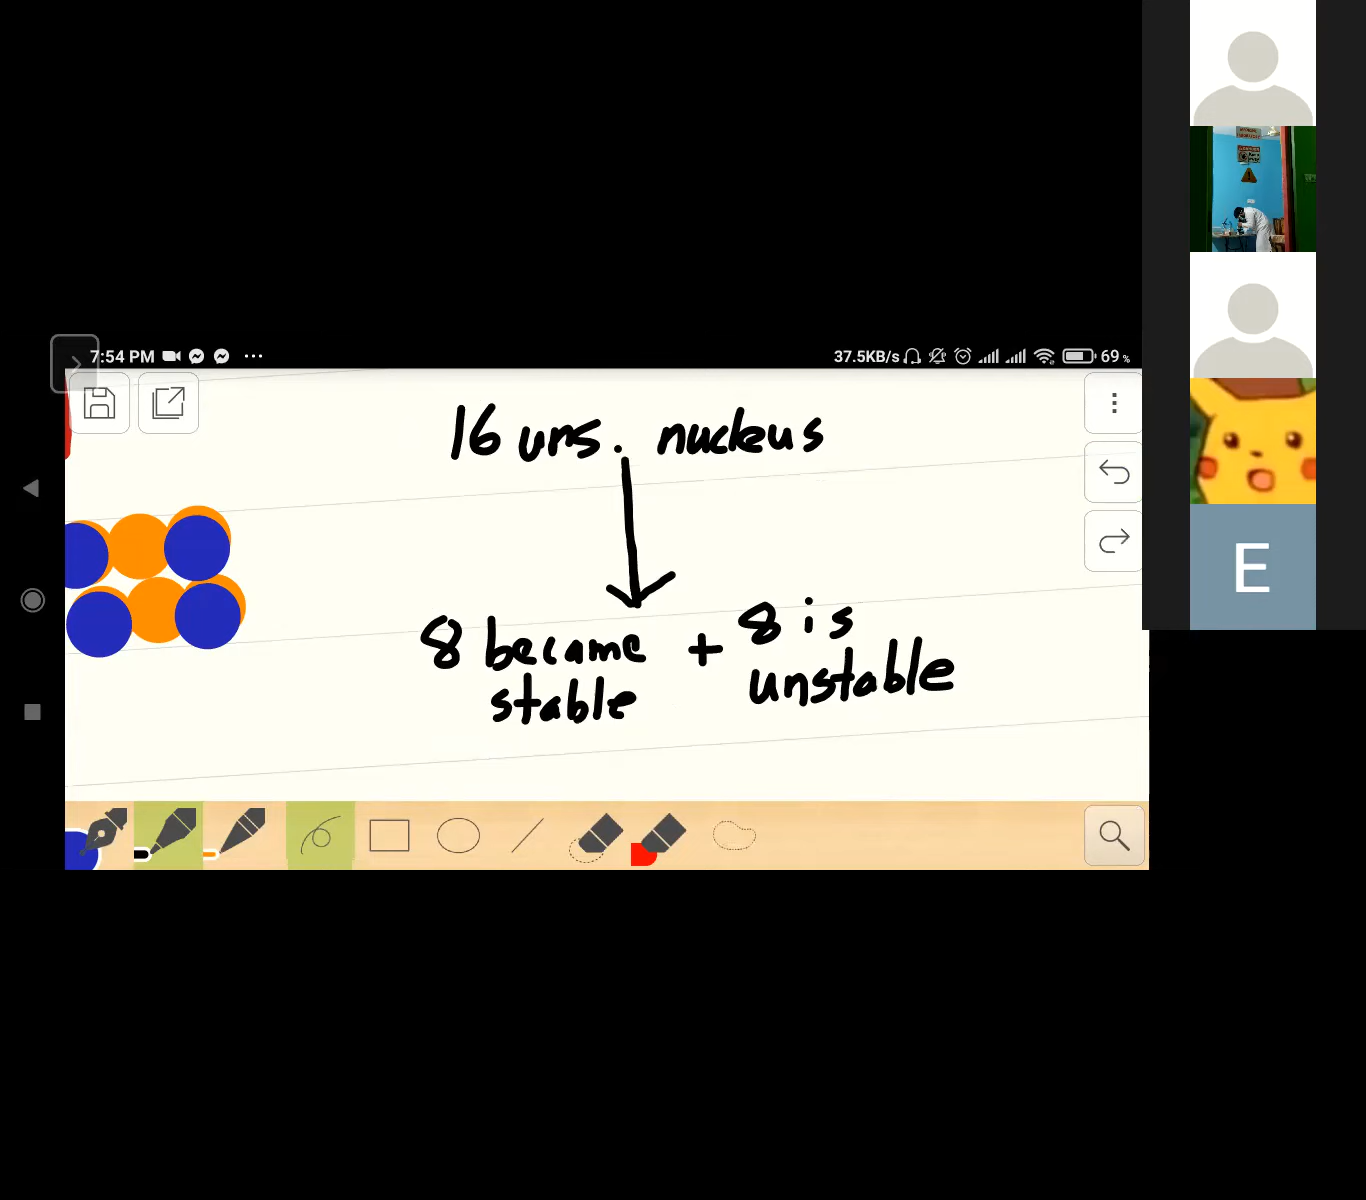 7:54 PM ... 37.5KB/s 69%
16 uns. nucleus
8 became + 8 is
stable unstable
E